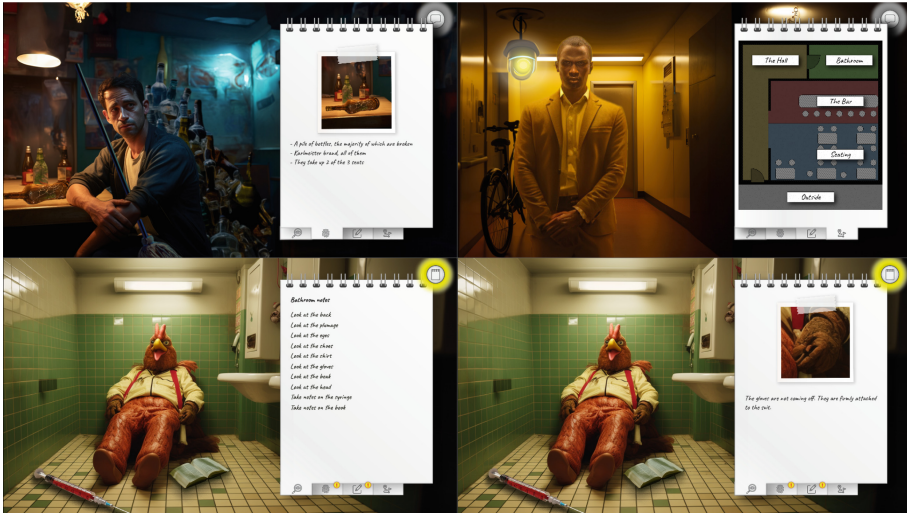 - A pile of bottles, the majority of which are broken
- Karlmeister brand, all of them
- They take up 2 of the 8 seats
The Hall
Bathroom
The Bar
Seating
Outside
Bathroom notes
Look at the back
Look at the plumage
Look at the eyes
Look at the shoes
Look at the shirt
Look at the gloves
Look at the beak
Look at the head
Take notes on the syringe
Take notes on the book
The gloves are not coming off. They are firmly attached
to the suit.